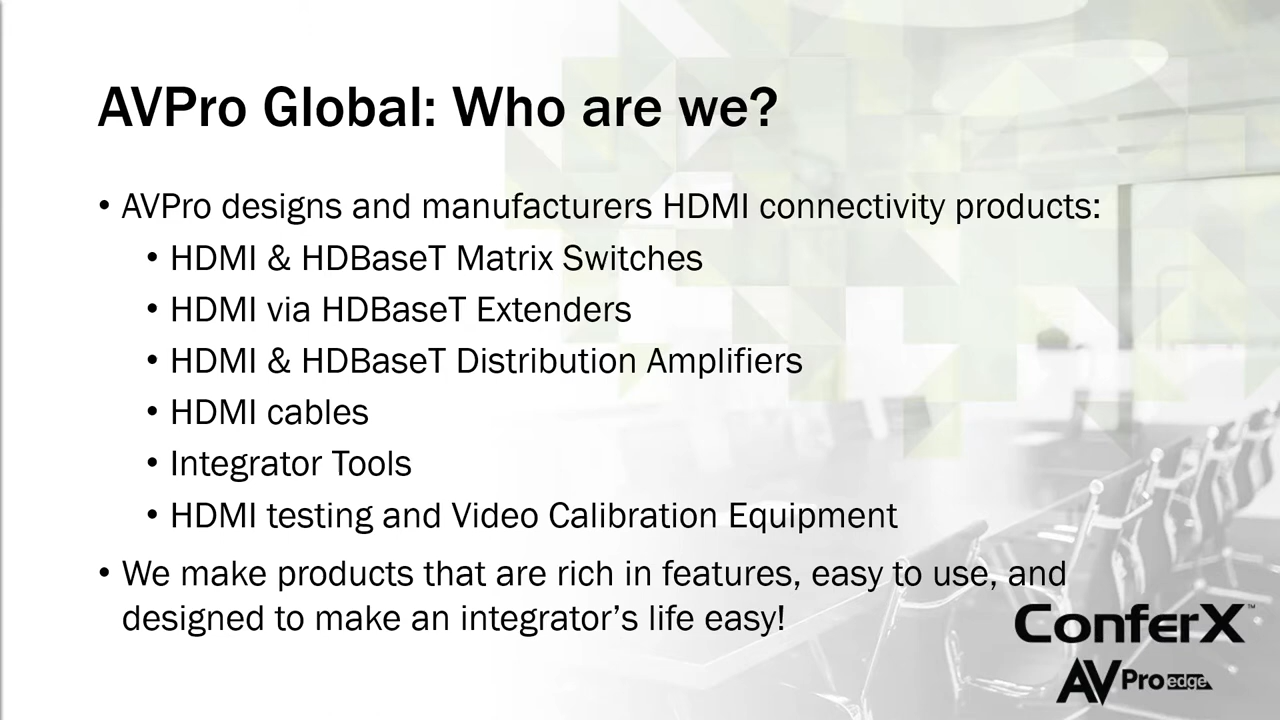 AVPro Global: Who are we?
• AVPro designs and manufacturers HDMI connectivity products:
• HDMI & HDBaseT Matrix Switches
• HDMI via HDBaseT Extenders
• HDMI & HDBaseT Distribution Amplifiers
• HDMI cables
• Integrator Tools
• HDMI testing and Video Calibration Equipment
• We make products that are rich in features, easy to use, and
designed to make an integrator’s life easy!
ConferX™
AVPro edge